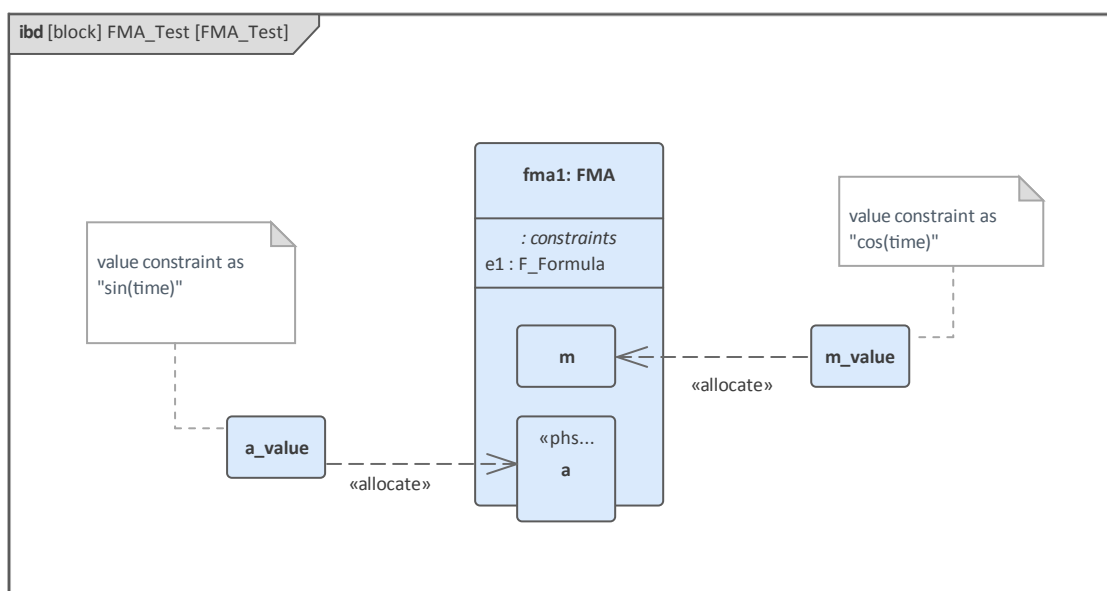 ibd [block] FMA_Test [FMA_Test]
fma1: FMA
: constraints
e1 : F_Formula
value constraint as
"sin(time)"
value constraint as
"cos(time)"
m
m_value
«allocate»
«phs...
a
a_value
«allocate»